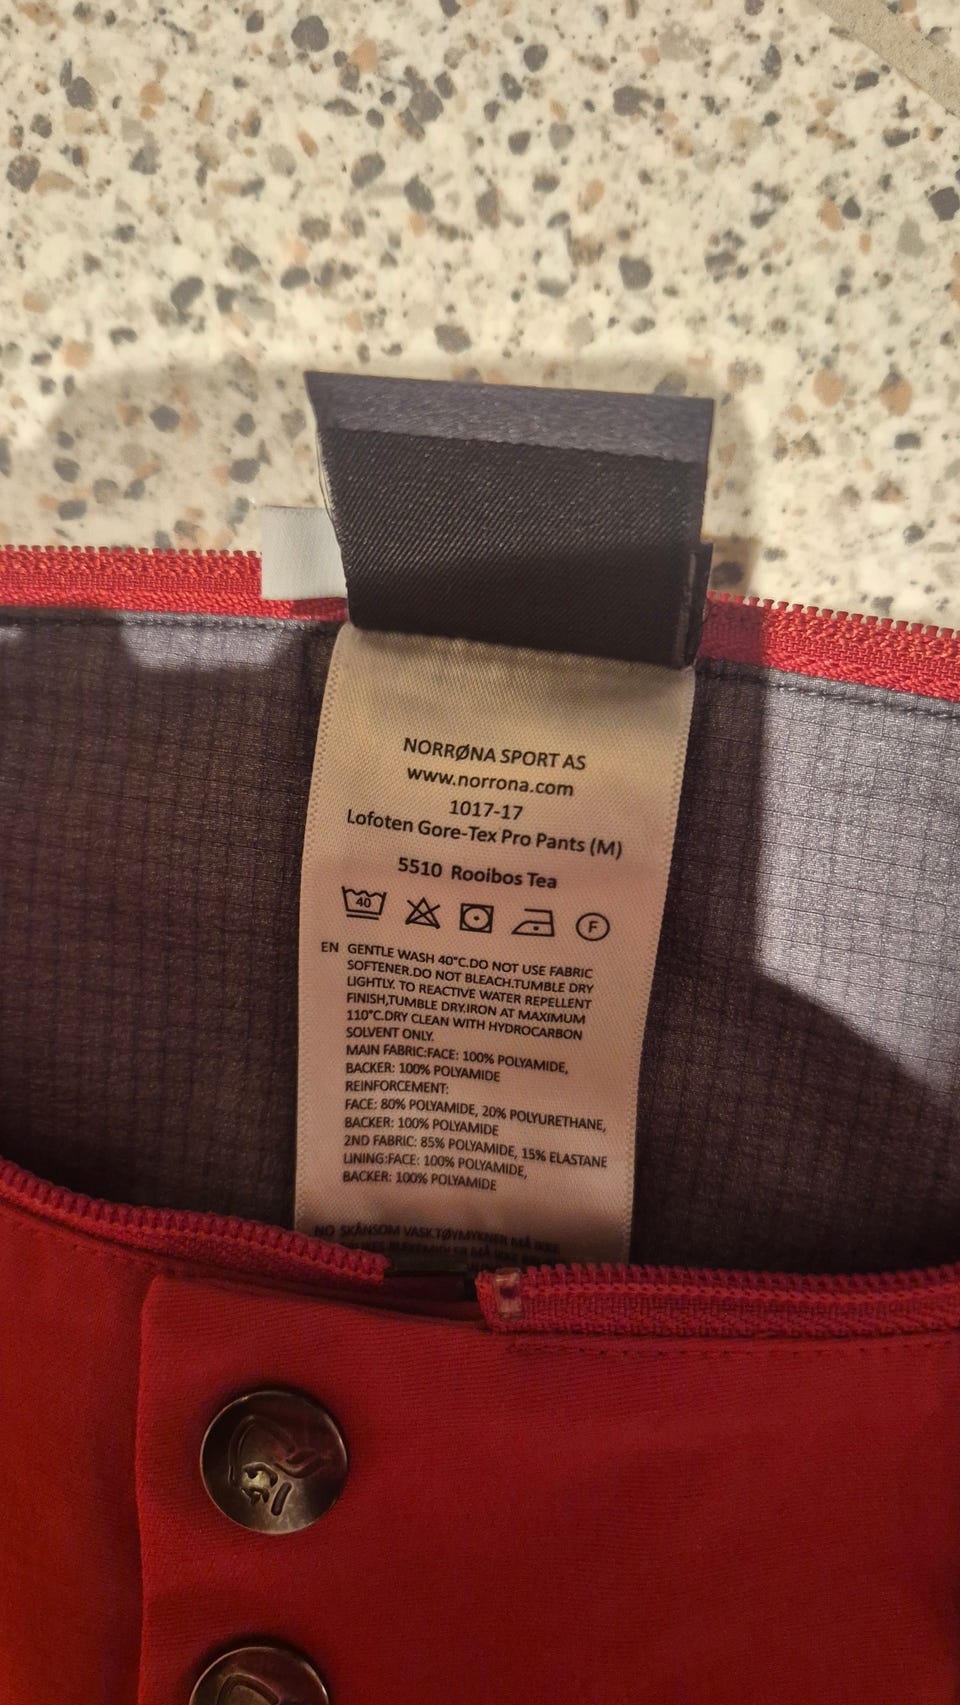 NORRØNA SPORT AS
www.norrona.com
1017-17
Lofoten Gore-Tex Pro Pants (M)
5510 Rooibos Tea
40
F
EN GENTLE WASH 40°C.DO NOT USE FABRIC
SOFTENER.DO NOT BLEACH.TUMBLE DRY
LIGHTLY. TO REACTIVE WATER REPELLENT
FINISH,TUMBLE DRY.IRON AT MAXIMUM
110°C.DRY CLEAN WITH HYDROCARBON
SOLVENT ONLY.
MAIN FABRIC:FACE: 100% POLYAMIDE,
BACKER: 100% POLYAMIDE
REINFORCEMENT:
FACE: 80% POLYAMIDE, 20% POLYURETHANE,
BACKER: 100% POLYAMIDE
2ND FABRIC: 85% POLYAMIDE, 15% ELASTANE
LINING:FACE: 100% POLYAMIDE,
BACKER: 100% POLYAMIDE
NO SKÅNSOM VASK.TØYMYKNER MÅ IKKE